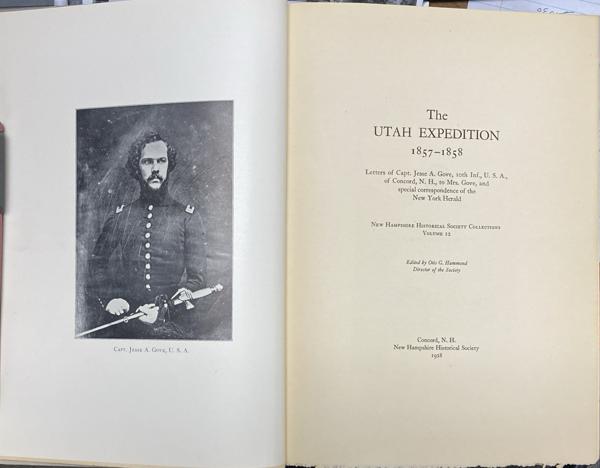 Capt. Jesse A. Gove, U. S. A.
The
UTAH EXPEDITION
1857–1858
Letters of Capt. Jesse A. Gove, 10th Inf., U. S. A.,
of Concord, N. H., to Mrs. Gove, and
special correspondence of the
New York Herald
New Hampshire Historical Society Collections
Volume 12
Edited by Otis G. Hammond
Director of the Society
Concord, N. H.
New Hampshire Historical Society
1928